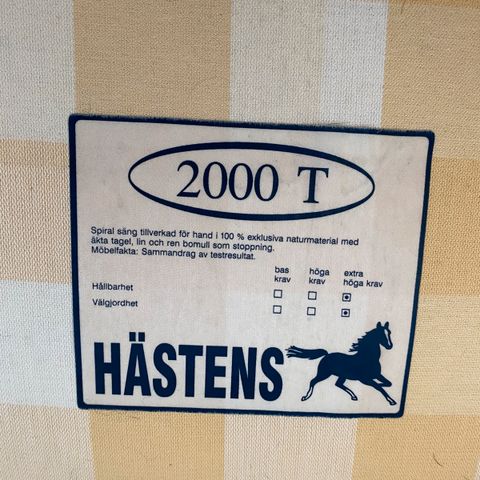 2000 T
Spiral säng tillverkad för hand i 100 % exklusiva naturmaterial med
äkta tagel, lin och ren bomull som stoppning.
Möbelfakta: Sammandrag av testresultat.
bas krav
höga krav
extra höga krav
Hållbarhet
Välgjordhet
HÄSTENS